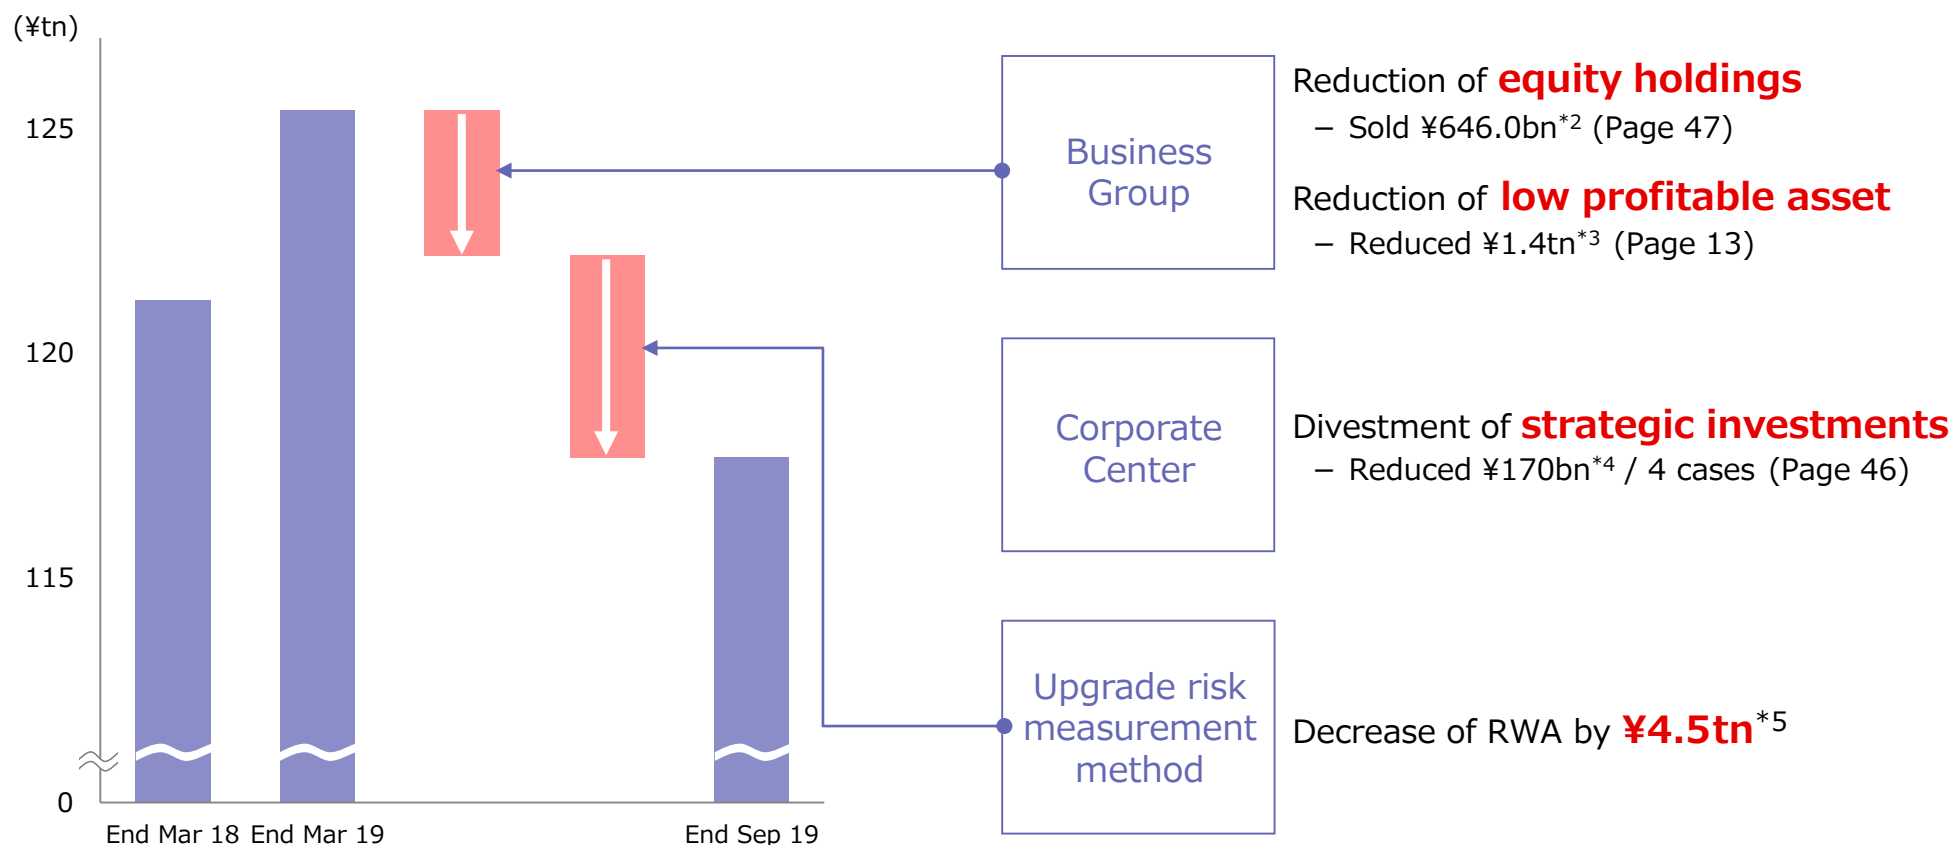 (¥tn)
125
120
115
0
End Mar 18
End Mar 19
End Sep 19
Business
Group
Reduction of equity holdings
– Sold ¥646.0bn*2 (Page 47)
Reduction of low profitable asset
– Reduced ¥1.4tn*3 (Page 13)
Corporate
Center
Divestment of strategic investments
– Reduced ¥170bn*4 / 4 cases (Page 46)
Upgrade risk
measurement
method
Decrease of RWA by ¥4.5tn*5